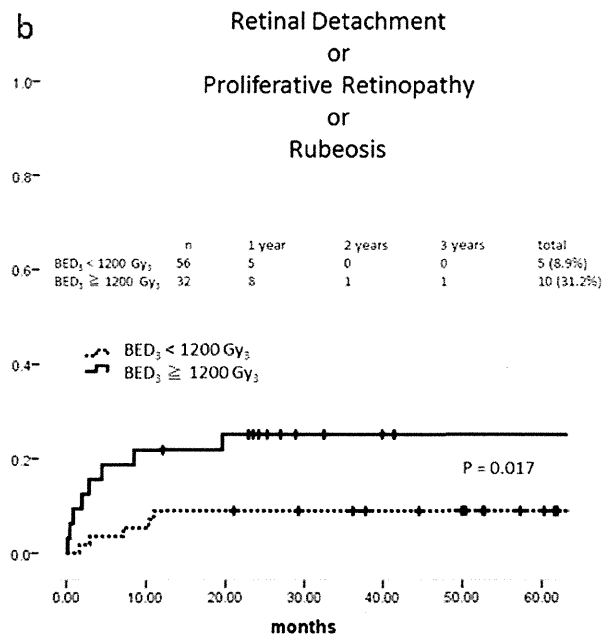 b
Retinal Detachment
or
Proliferative Retinopathy
or
Rubeosis
1.0
0.8
n 1 year 2 years 3 years total
BED₃ < 1200 Gy₃ 56 5 0 0 5 (8.9%)
0.6
BED₃ ≧ 1200 Gy₃ 32 8 1 1 10 (31.2%)
BED₃ < 1200 Gy₃
0.4
BED₃ ≧ 1200 Gy₃
0.2
P = 0.017
0.0
0.00 10.00 20.00 30.00 40.00 50.00 60.00
months